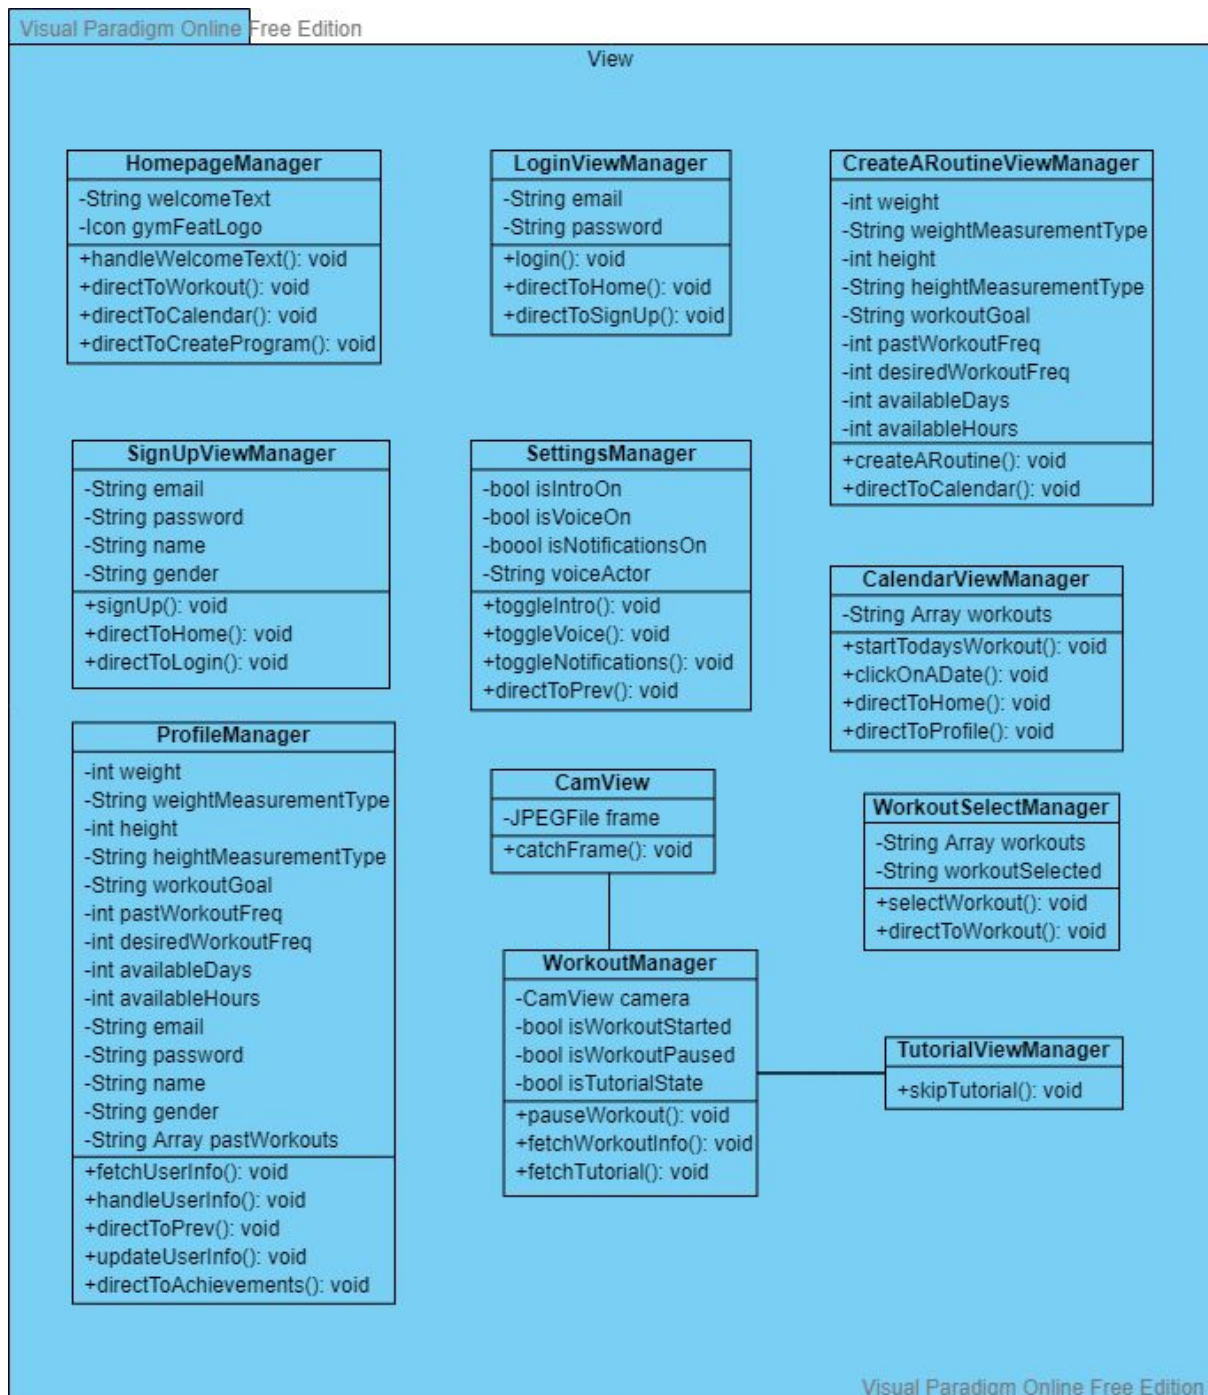 Visual Paradigm Online Free Edition
View
HomepageManager
-String welcomeText
-Icon gymFeatLogo
+handleWelcomeText(): void
+directToWorkout(): void
+directToCalendar(): void
+directToCreateProgram(): void
LoginViewManager
-String email
-String password
+login(): void
+directToHome(): void
+directToSignUp(): void
CreateARoutineViewManager
-int weight
-String weightMeasurementType
-int height
-String heightMeasurementType
-String workoutGoal
-int pastWorkoutFreq
-int desiredWorkoutFreq
-int availableDays
-int availableHours
+createARoutine(): void
+directToCalendar(): void
SignUpViewManager
-String email
-String password
-String name
-String gender
+signUp(): void
+directToHome(): void
+directToLogin(): void
SettingsManager
-bool isIntroOn
-bool isVoiceOn
-boool isNotificationsOn
-String voiceActor
+toggleIntro(): void
+toggleVoice(): void
+toggleNotifications(): void
+directToPrev(): void
CalendarViewManager
-String Array workouts
+startTodaysWorkout(): void
+clickOnADate(): void
+directToHome(): void
+directToProfile(): void
ProfileManager
-int weight
-String weightMeasurementType
-int height
-String heightMeasurementType
-String workoutGoal
-int pastWorkoutFreq
-int desiredWorkoutFreq
-int availableDays
-int availableHours
-String email
-String password
-String name
-String gender
-String Array pastWorkouts
+fetchUserInfo(): void
+handleUserInfo(): void
+directToPrev(): void
+updateUserInfo(): void
+directToAchievements(): void
CamView
-JPEGFile frame
+catchFrame(): void
WorkoutSelectManager
-String Array workouts
-String workoutSelected
+selectWorkout(): void
+directToWorkout(): void
WorkoutManager
-CamView camera
-bool isWorkoutStarted
-bool isWorkoutPaused
-bool isTutorialState
+pauseWorkout(): void
+fetchWorkoutInfo(): void
+fetchTutorial(): void
TutorialViewManager
+skipTutorial(): void
Visual Paradigm Online Free Edition